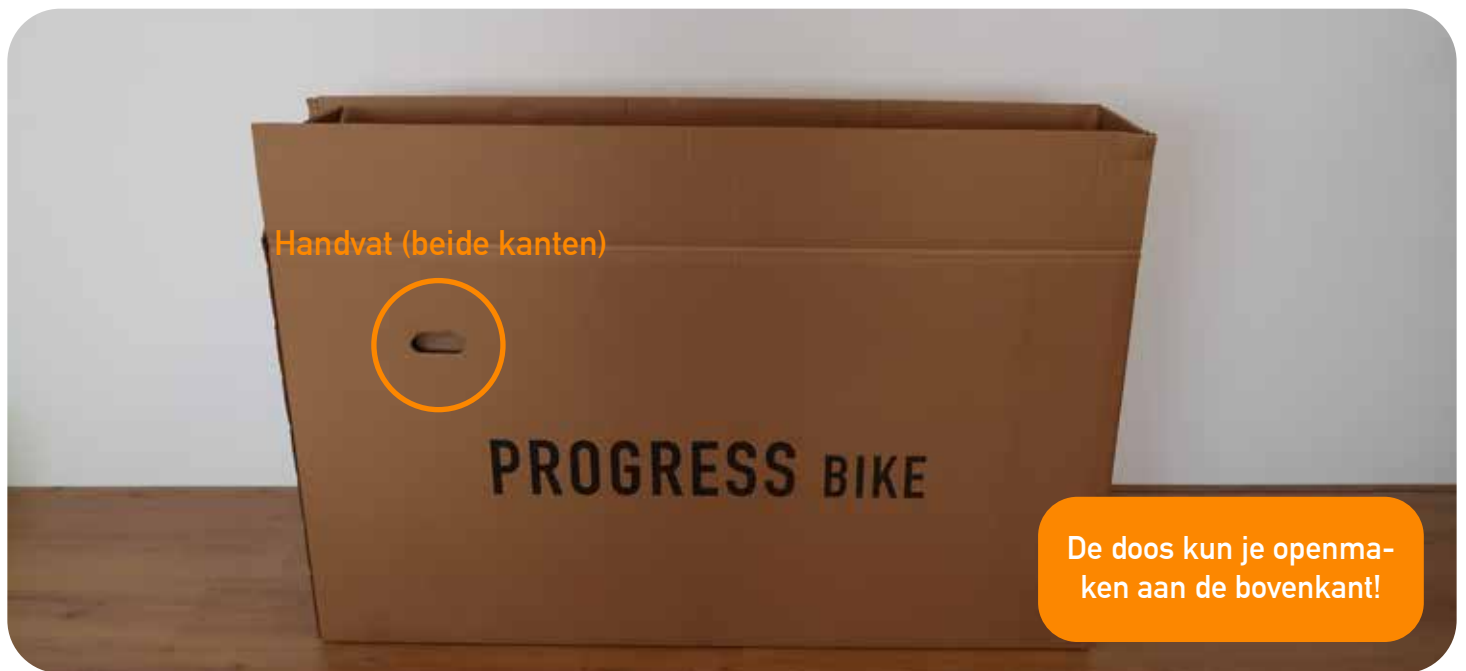 Handvat (beide kanten)
PROGRESS BIKE
De doos kun je openma-
ken aan de bovenkant!